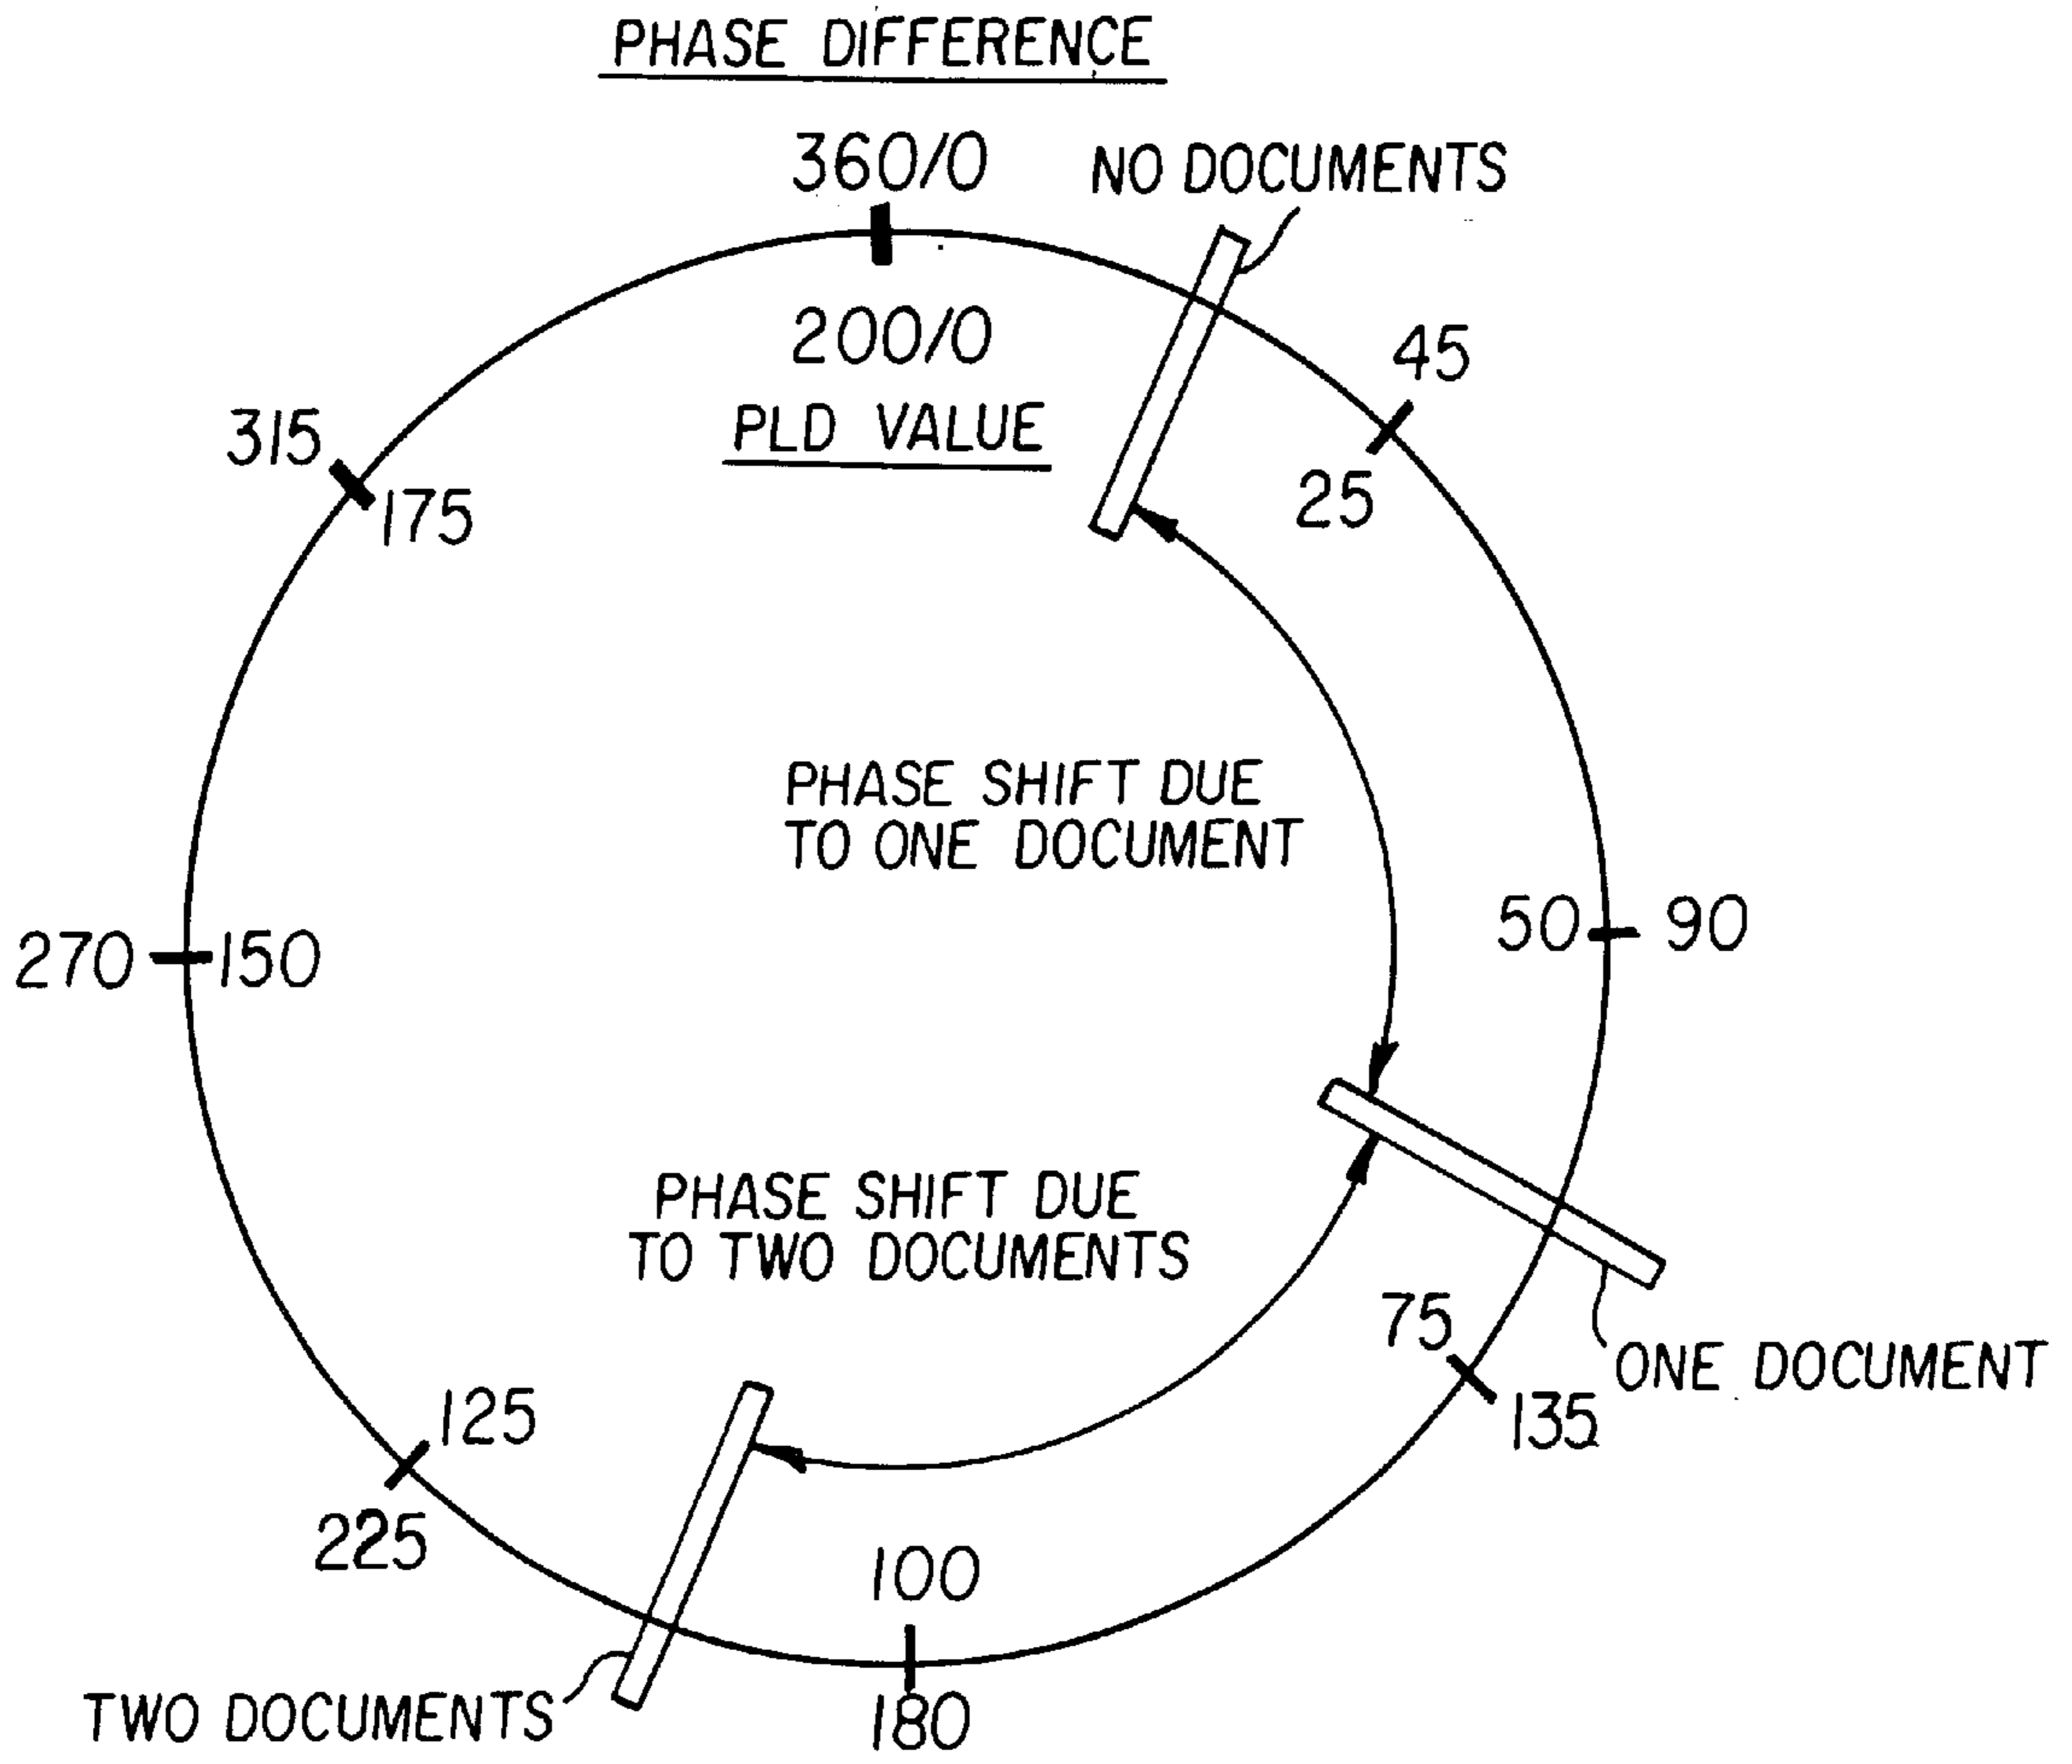 PHASE DIFFERENCE
360/0
NO DOCUMENTS
200/0
45
PLD VALUE
315
25
175
PHASE SHIFT DUE
TO ONE DOCUMENT
50
90
270
150
PHASE SHIFT DUE
TO TWO DOCUMENTS
75
ONE DOCUMENT
125
135
225
100
TWO DOCUMENTS
180